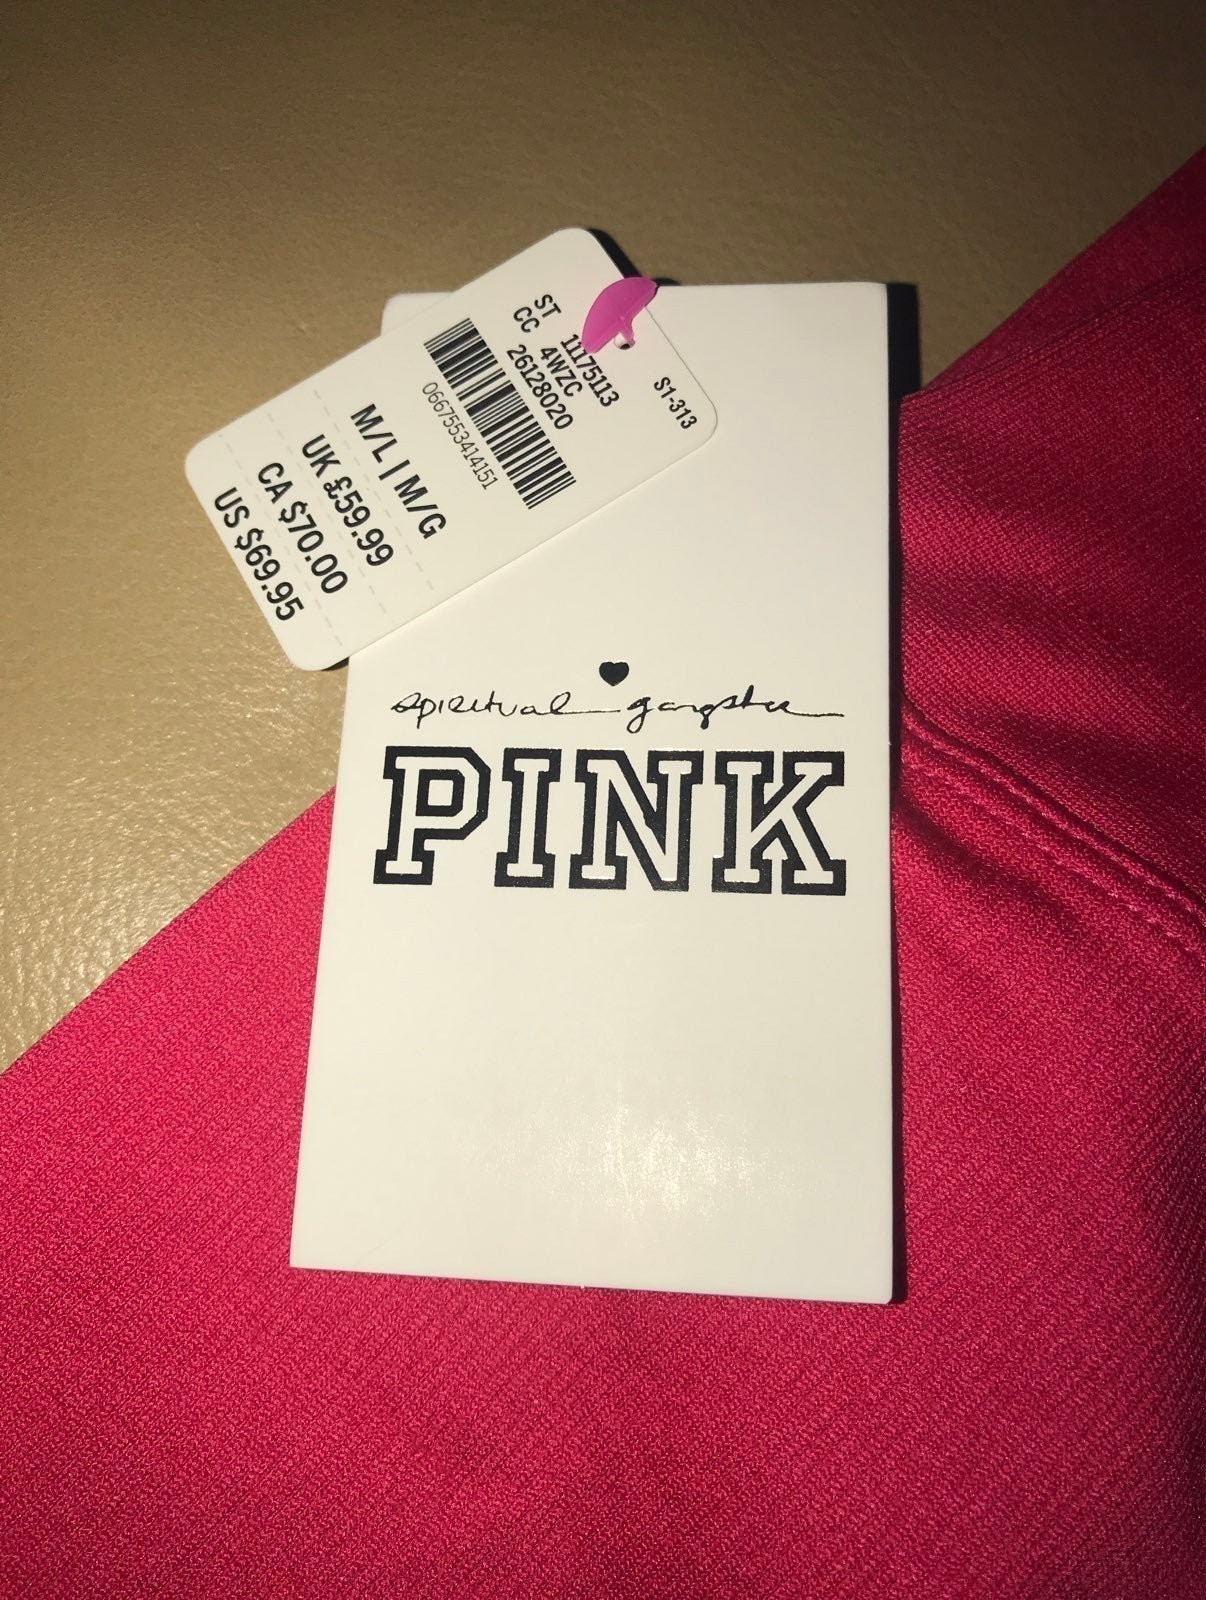 S1-313
ST 11175113
4WZC
CC 26128020
0667553414151
M/L | M/G
UK £59.99
CA $70.00
US $69.95
spiritual gangster
PINK